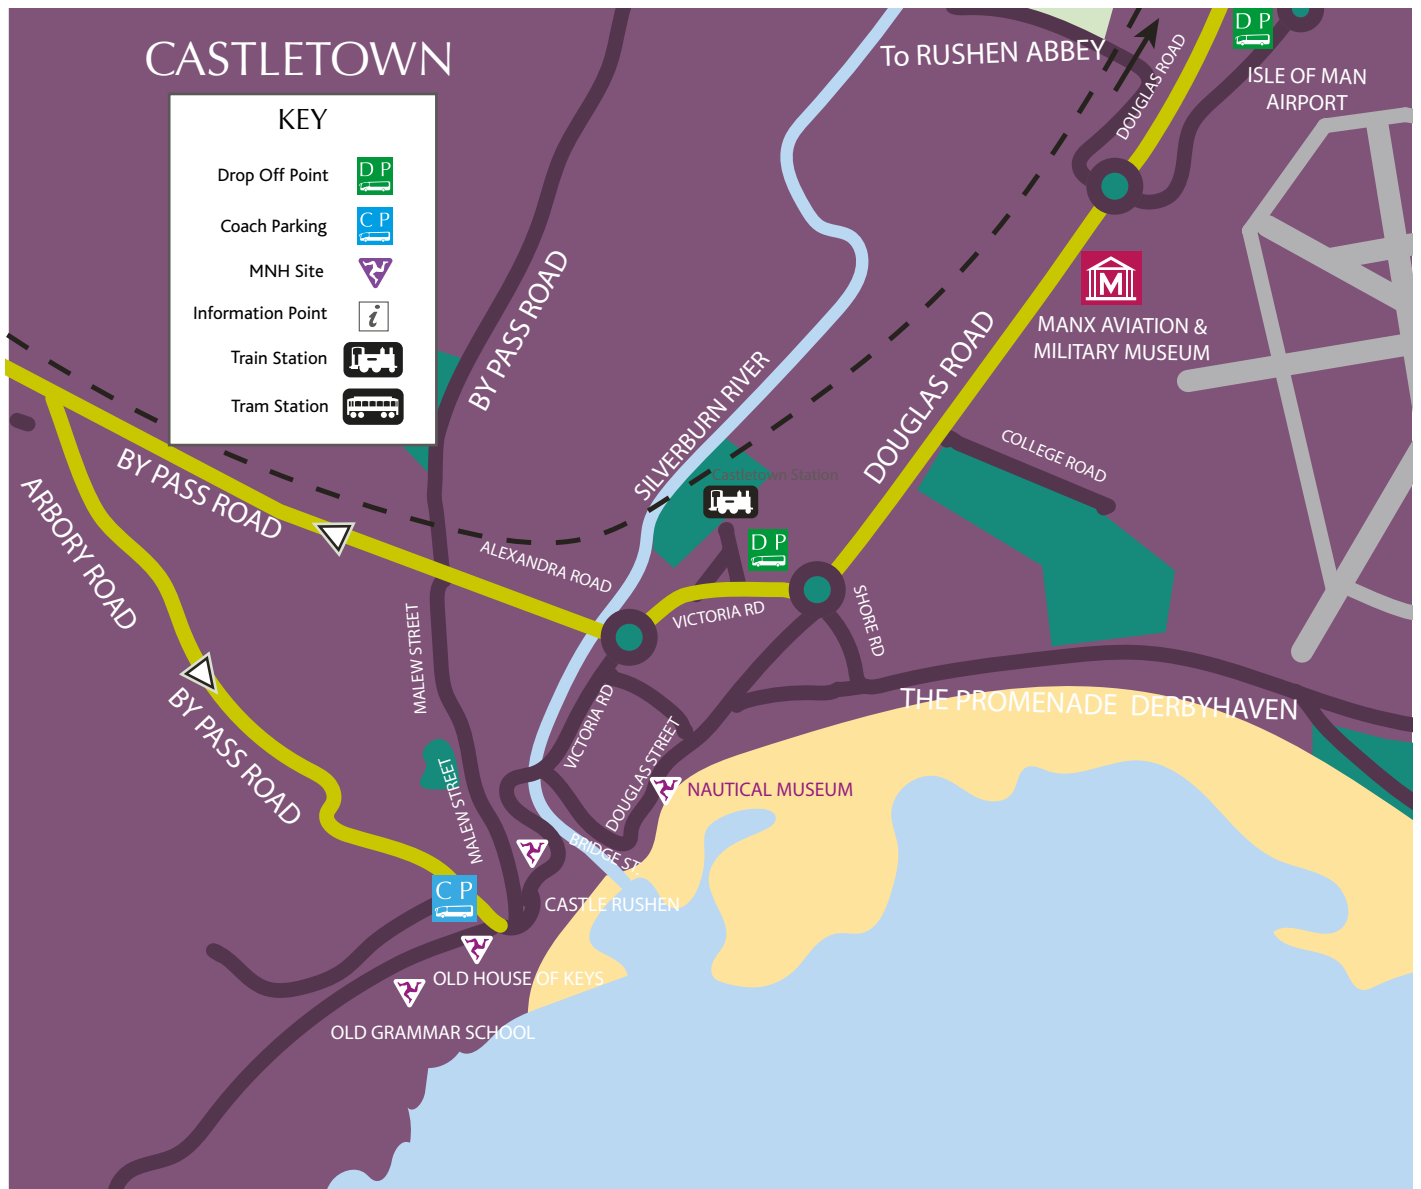 CASTLETOWN
KEY
Drop Off Point
D P
Coach Parking
C P
MNH Site
Information Point
i
Train Station
Tram Station
To RUSHEN ABBEY
DOUGLAS ROAD
D P
ISLE OF MAN
AIRPORT
M
MANX AVIATION &
MILITARY MUSEUM
BY PASS ROAD
SILVERBURN RIVER
DOUGLAS ROAD
COLLEGE ROAD
Castletown Station
D P
BY PASS ROAD
ARBORY ROAD
ALEXANDRA ROAD
VICTORIA RD
SHORE RD
MALEW STREET
BY PASS ROAD
VICTORIA RD
DOUGLAS STREET
THE PROMENADE DERBYHAVEN
MALEW STREET
NAUTICAL MUSEUM
BRIDGE ST.
C P
CASTLE RUSHEN
OLD HOUSE OF KEYS
OLD GRAMMAR SCHOOL